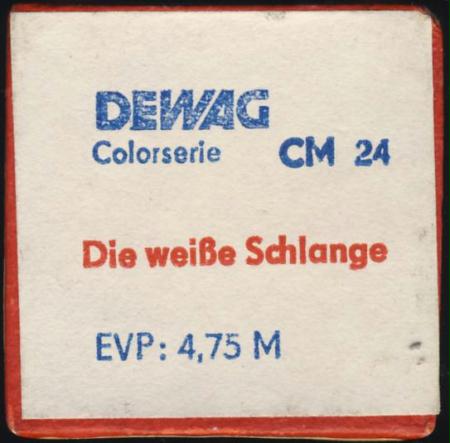 DEWAG
Colorserie CM 24
Die weiße Schlange
EVP: 4,75 M